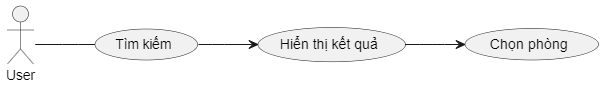 Tìm kiếm
Hiển thị kết quả
Chọn phòng
User